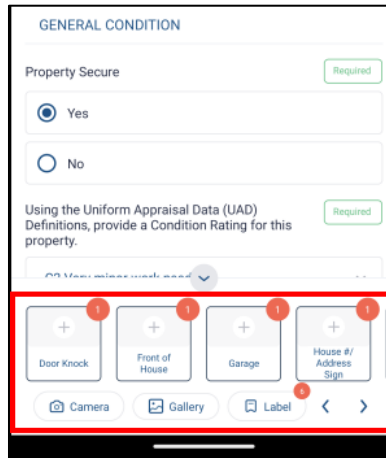 GENERAL CONDITION
Property Secure
Required
Yes
No
Using the Uniform Appraisal Data (UAD)
Definitions, provide a Condition Rating for this
property.
Required
1
1
1
1
Door Knock
Front of
House
Garage
House #/
Address
Sign
Camera
Gallery
Label
6